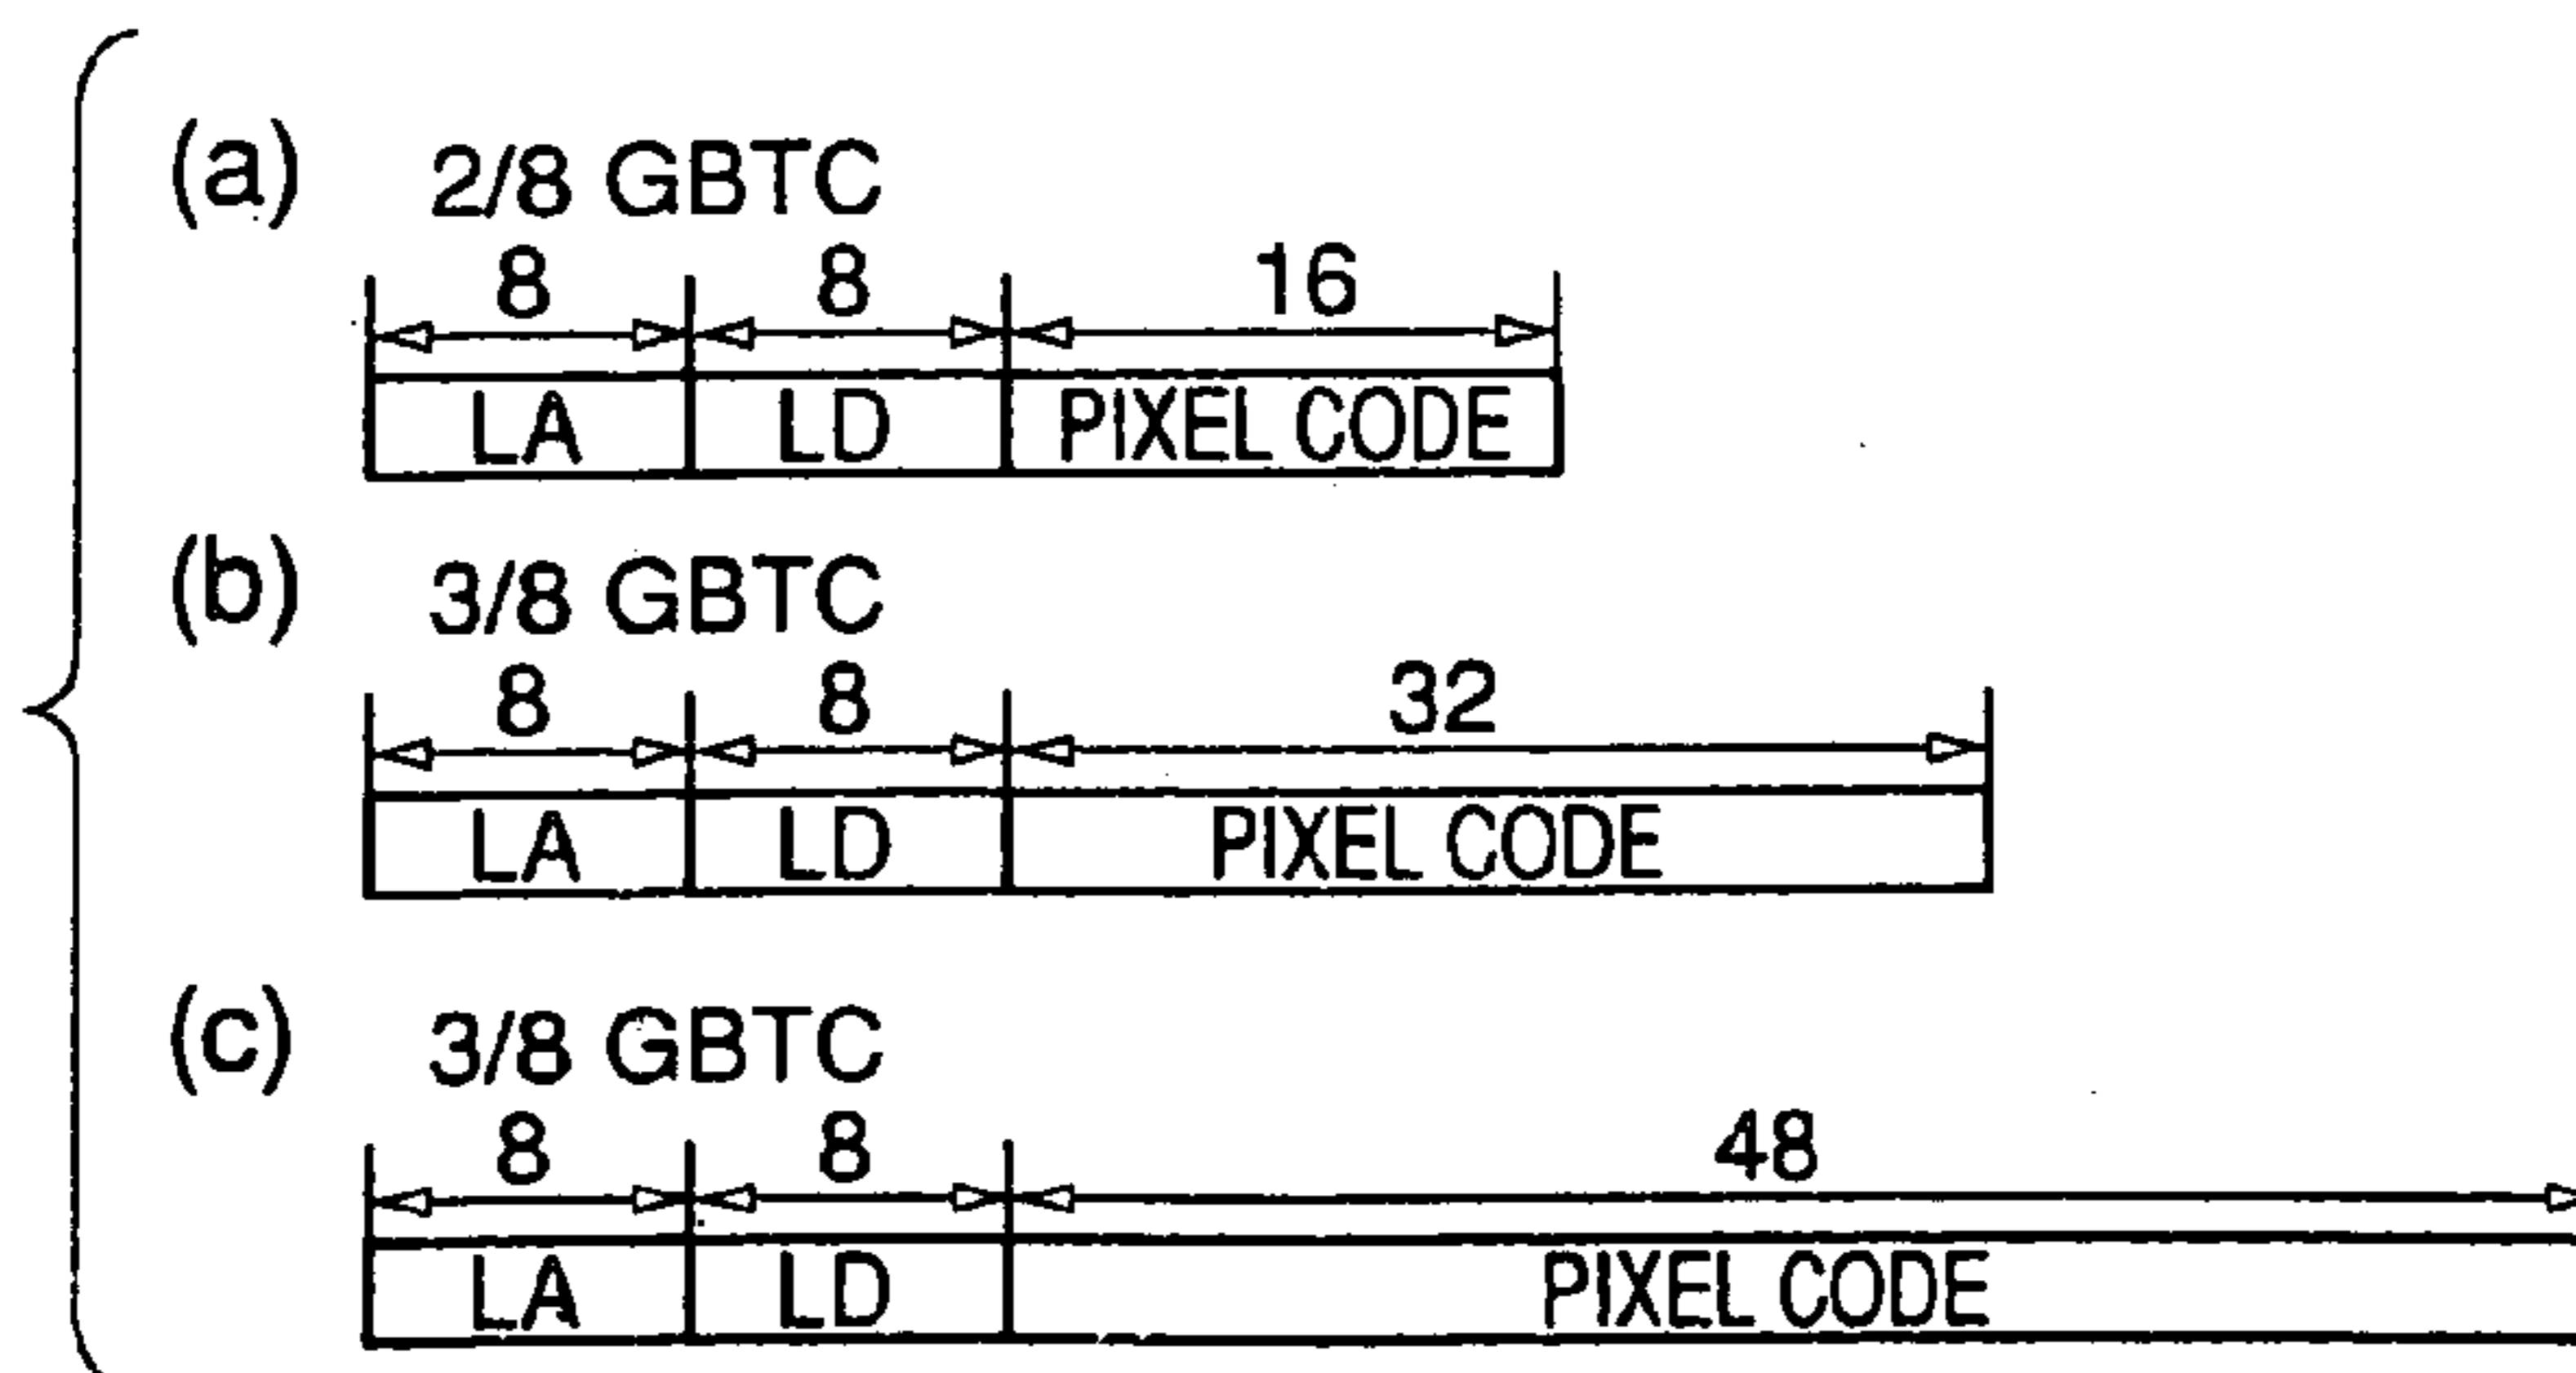 (a) 2/8 GBTC
8 8 16
LA LD PIXEL CODE
(b) 3/8 GBTC
8 8 32
LA LD PIXEL CODE
(c) 3/8 GBTC
8 8 48
LA LD PIXEL CODE